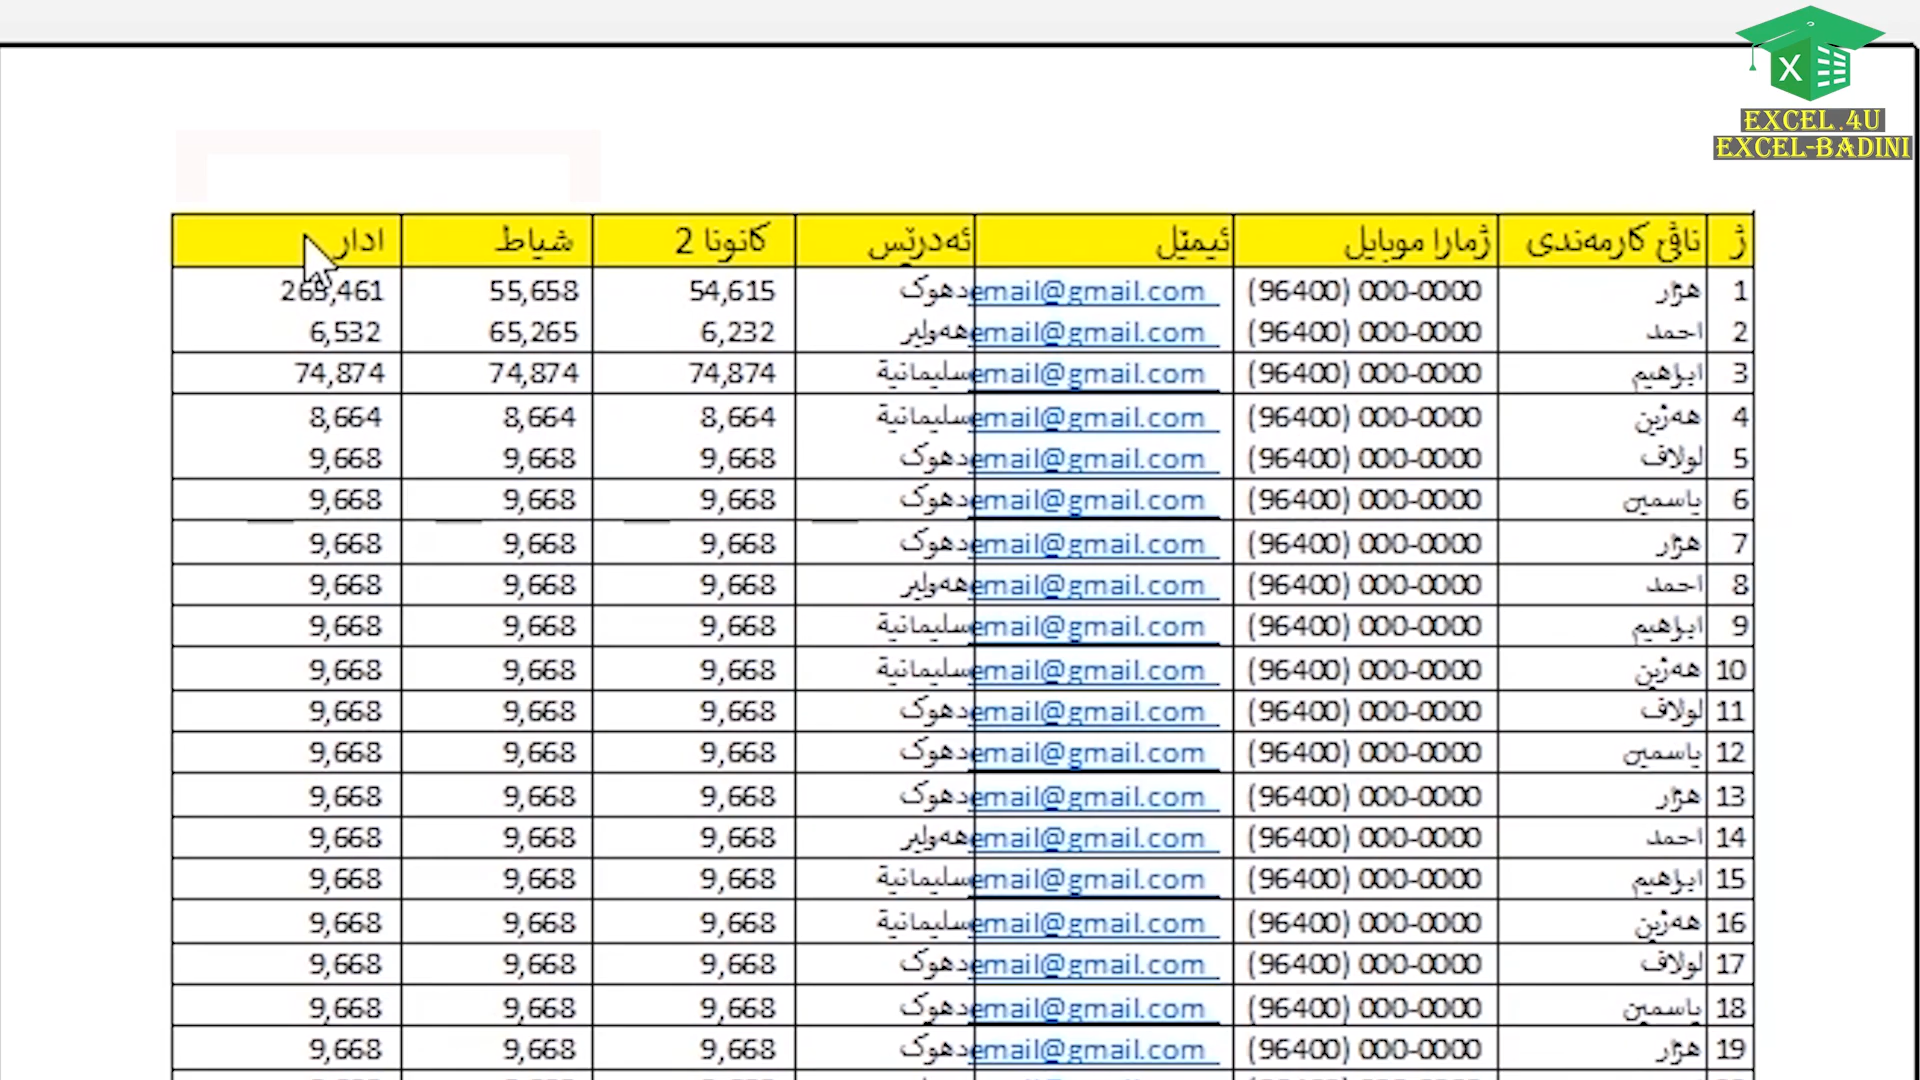 EXCEL.4U
EXCEL-BADINI
ژ ناڤێ کارمەندی ژمارا موبایل ئیمێل ئەدرێس کانونا 2 شباط ادار
1 هژار (96400) 000-0000 email@gmail.com دهوک 54,615 55,658 265,461
2 احمد (96400) 000-0000 email@gmail.com هەولێر 6,232 65,265 6,532
3 ابراهیم (96400) 000-0000 email@gmail.com سلیمانیة 74,874 74,874 74,874
4 هەژین (96400) 000-0000 email@gmail.com سلیمانیة 8,664 8,664 8,664
5 لولاف (96400) 000-0000 email@gmail.com دهوک 9,668 9,668 9,668
6 یاسمین (96400) 000-0000 email@gmail.com دهوک 9,668 9,668 9,668
7 هژار (96400) 000-0000 email@gmail.com دهوک 9,668 9,668 9,668
8 احمد (96400) 000-0000 email@gmail.com هەولێر 9,668 9,668 9,668
9 ابراهیم (96400) 000-0000 email@gmail.com سلیمانیة 9,668 9,668 9,668
10 هەژین (96400) 000-0000 email@gmail.com سلیمانیة 9,668 9,668 9,668
11 لولاف (96400) 000-0000 email@gmail.com دهوک 9,668 9,668 9,668
12 یاسمین (96400) 000-0000 email@gmail.com دهوک 9,668 9,668 9,668
13 هژار (96400) 000-0000 email@gmail.com دهوک 9,668 9,668 9,668
14 احمد (96400) 000-0000 email@gmail.com هەولێر 9,668 9,668 9,668
15 ابراهیم (96400) 000-0000 email@gmail.com سلیمانیة 9,668 9,668 9,668
16 هەژین (96400) 000-0000 email@gmail.com سلیمانیة 9,668 9,668 9,668
17 لولاف (96400) 000-0000 email@gmail.com دهوک 9,668 9,668 9,668
18 یاسمین (96400) 000-0000 email@gmail.com دهوک 9,668 9,668 9,668
19 هژار (96400) 000-0000 email@gmail.com دهوک 9,668 9,668 9,668